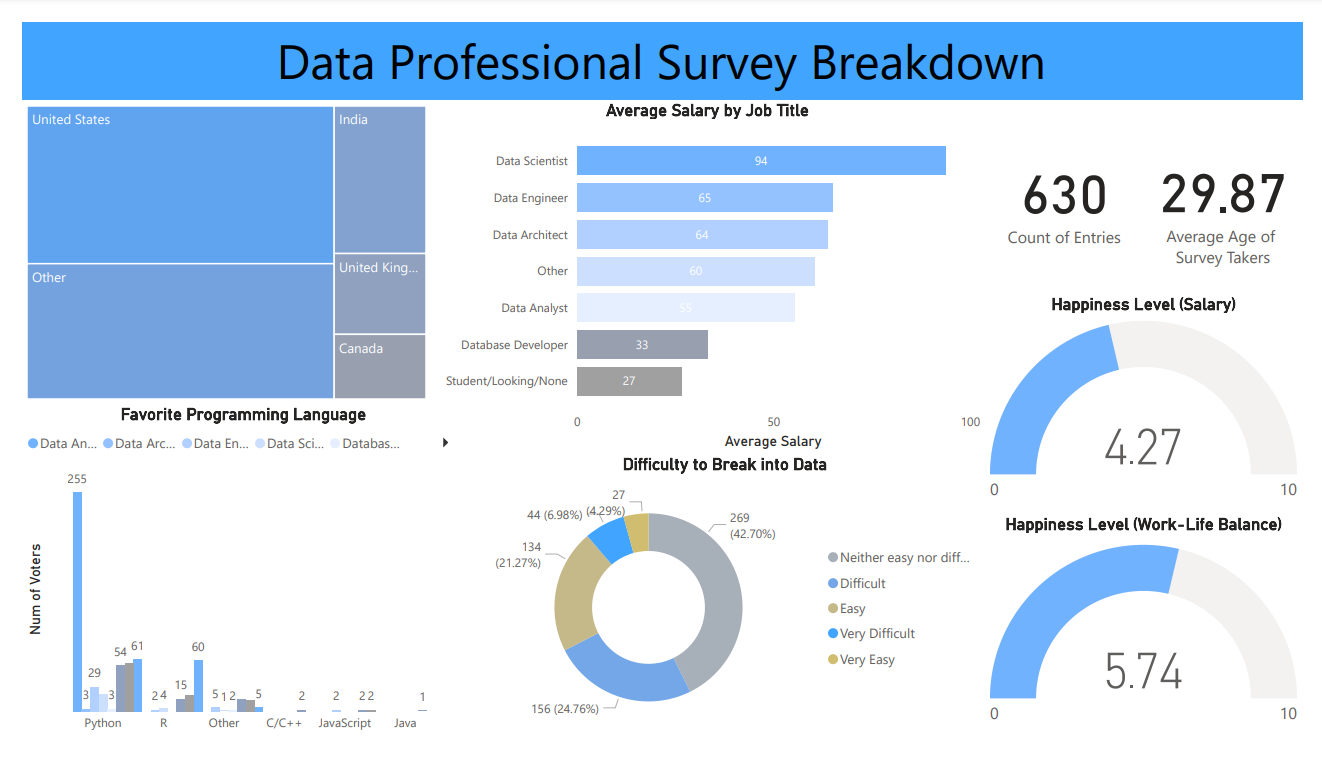 Data Professional Survey Breakdown
United States
India
United King...
Other
Canada
Average Salary by Job Title
Data Scientist 94
Data Engineer 65
Data Architect 64
Other 60
Data Analyst 55
Database Developer 33
Student/Looking/None 27
0 50 100
Average Salary
630
Count of Entries
29.87
Average Age of
Survey Takers
Happiness Level (Salary)
4.27
0 10
Favorite Programming Language
Data An... Data Arc... Data En... Data Sci... Databas...
Num of Voters
255
3 29 3 54 61
2 4 15 60
5 1 2 5
2
2 2 2
1
Python R Other C/C++ JavaScript Java
Difficulty to Break into Data
27
(4.29%)
44 (6.98%)
269
(42.70%)
134
(21.27%)
156 (24.76%)
Neither easy nor diff...
Difficult
Easy
Very Difficult
Very Easy
Happiness Level (Work-Life Balance)
5.74
0 10